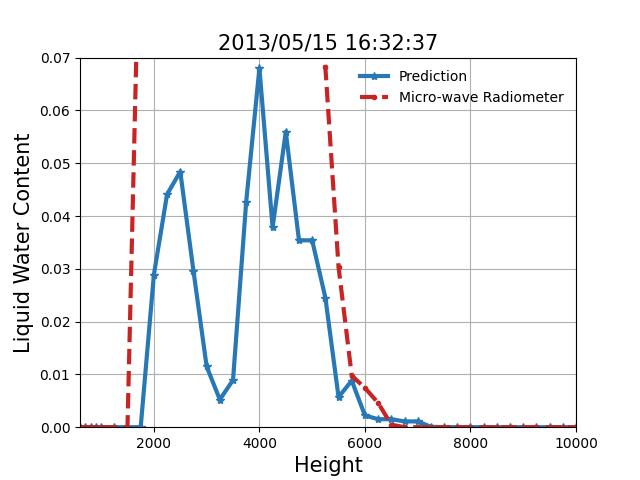 2013/05/15 16:32:37
0.07
0.06
0.05
0.04
0.03
0.02
0.01
0.00
Liquid Water Content
Prediction
Micro-wave Radiometer
2000 4000 6000 8000 10000
Height